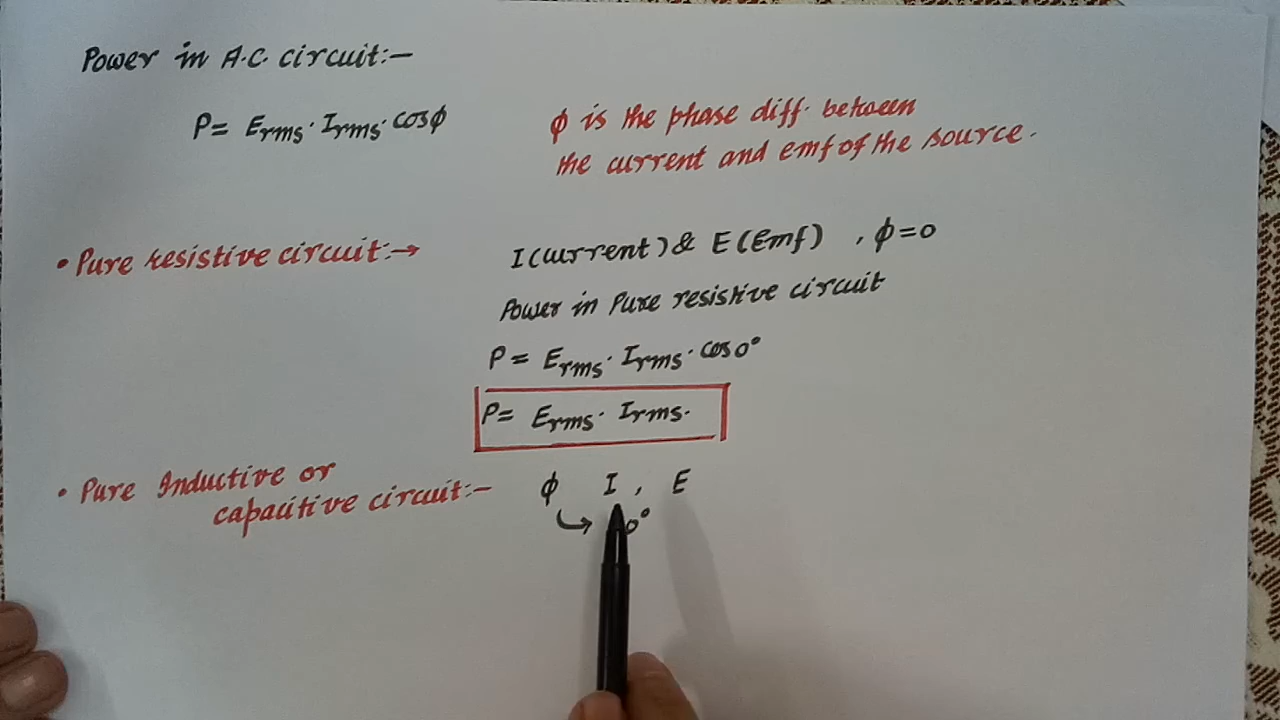 Power in A.C. circuit:-
P= Erms. Irms. cosϕ
ϕ is the phase diff. between
the current and emf of the source.
• Pure resistive circuit:→
I(current) & E(Emf) , ϕ=0
Power in Pure resistive circuit
P = Erms. Irms. cos0°
P= Erms. Irms.
• Pure Inductive or
capacitive circuit:-
ϕ I, E